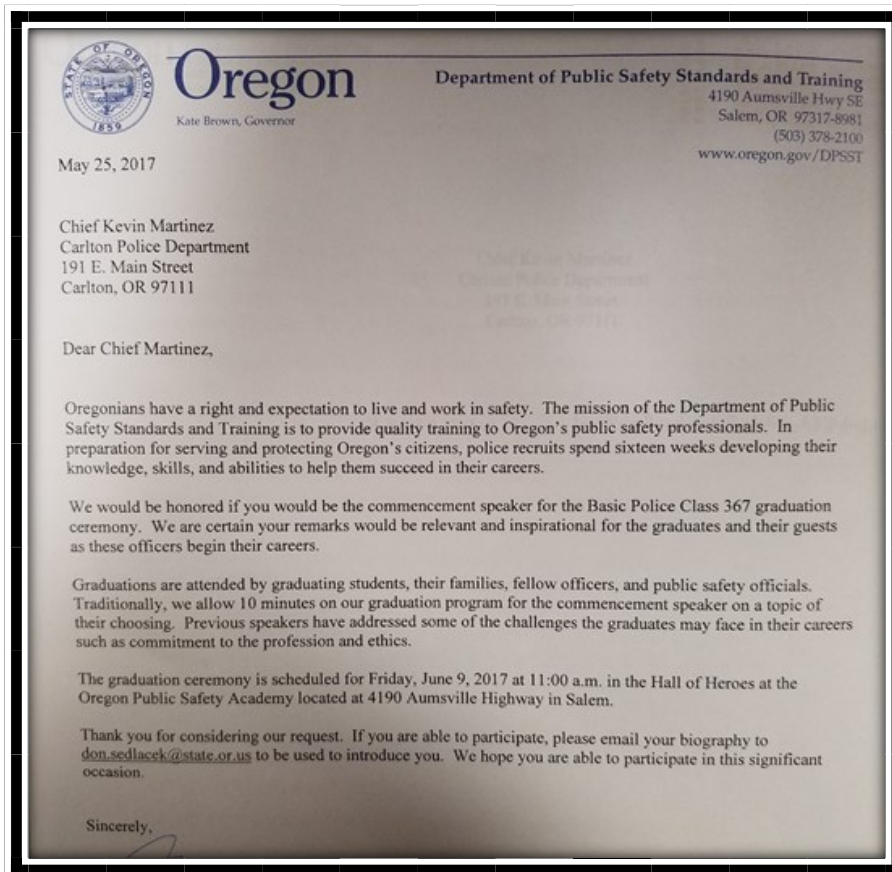 STATE OF OREGON
1859
Oregon
Kate Brown, Governor
Department of Public Safety Standards and Training
4190 Aumsville Hwy SE
Salem, OR 97317-8981
(503) 378-2100
www.oregon.gov/DPSST
May 25, 2017
Chief Kevin Martinez
Carlton Police Department
191 E. Main Street
Carlton, OR 97111
Dear Chief Martinez,
Oregonians have a right and expectation to live and work in safety. The mission of the Department of Public
Safety Standards and Training is to provide quality training to Oregon's public safety professionals. In
preparation for serving and protecting Oregon's citizens, police recruits spend sixteen weeks developing their
knowledge, skills, and abilities to help them succeed in their careers.
We would be honored if you would be the commencement speaker for the Basic Police Class 367 graduation
ceremony. We are certain your remarks would be relevant and inspirational for the graduates and their guests
as these officers begin their careers.
Graduations are attended by graduating students, their families, fellow officers, and public safety officials.
Traditionally, we allow 10 minutes on our graduation program for the commencement speaker on a topic of
their choosing. Previous speakers have addressed some of the challenges the graduates may face in their careers
such as commitment to the profession and ethics.
The graduation ceremony is scheduled for Friday, June 9, 2017 at 11:00 a.m. in the Hall of Heroes at the
Oregon Public Safety Academy located at 4190 Aumsville Highway in Salem.
Thank you for considering our request. If you are able to participate, please email your biography to
don.sedlacek@state.or.us to be used to introduce you. We hope you are able to participate in this significant
occasion.
Sincerely,